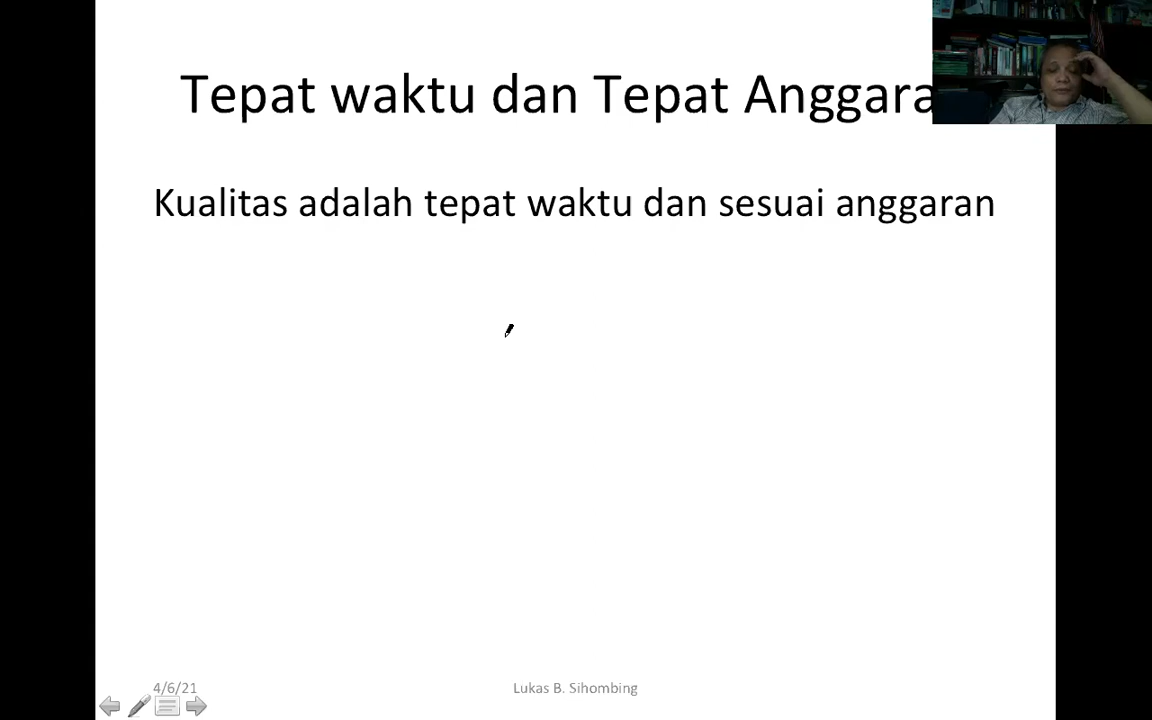 Tepat waktu dan Tepat Anggara
Kualitas adalah tepat waktu dan sesuai anggaran
4/6/21
Lukas B. Sihombing